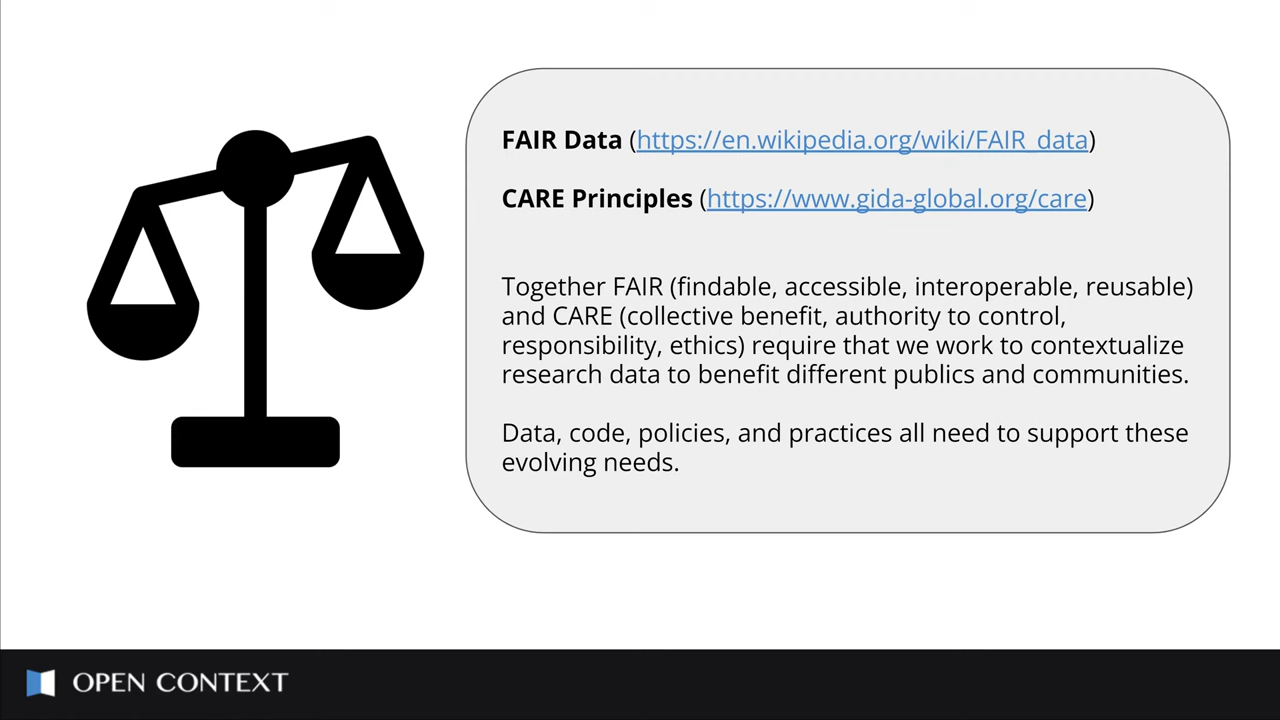 FAIR Data (https://en.wikipedia.org/wiki/FAIR_data)
CARE Principles (https://www.gida-global.org/care)
Together FAIR (findable, accessible, interoperable, reusable)
and CARE (collective benefit, authority to control,
responsibility, ethics) require that we work to contextualize
research data to benefit different publics and communities.
Data, code, policies, and practices all need to support these
evolving needs.
OPEN CONTEXT